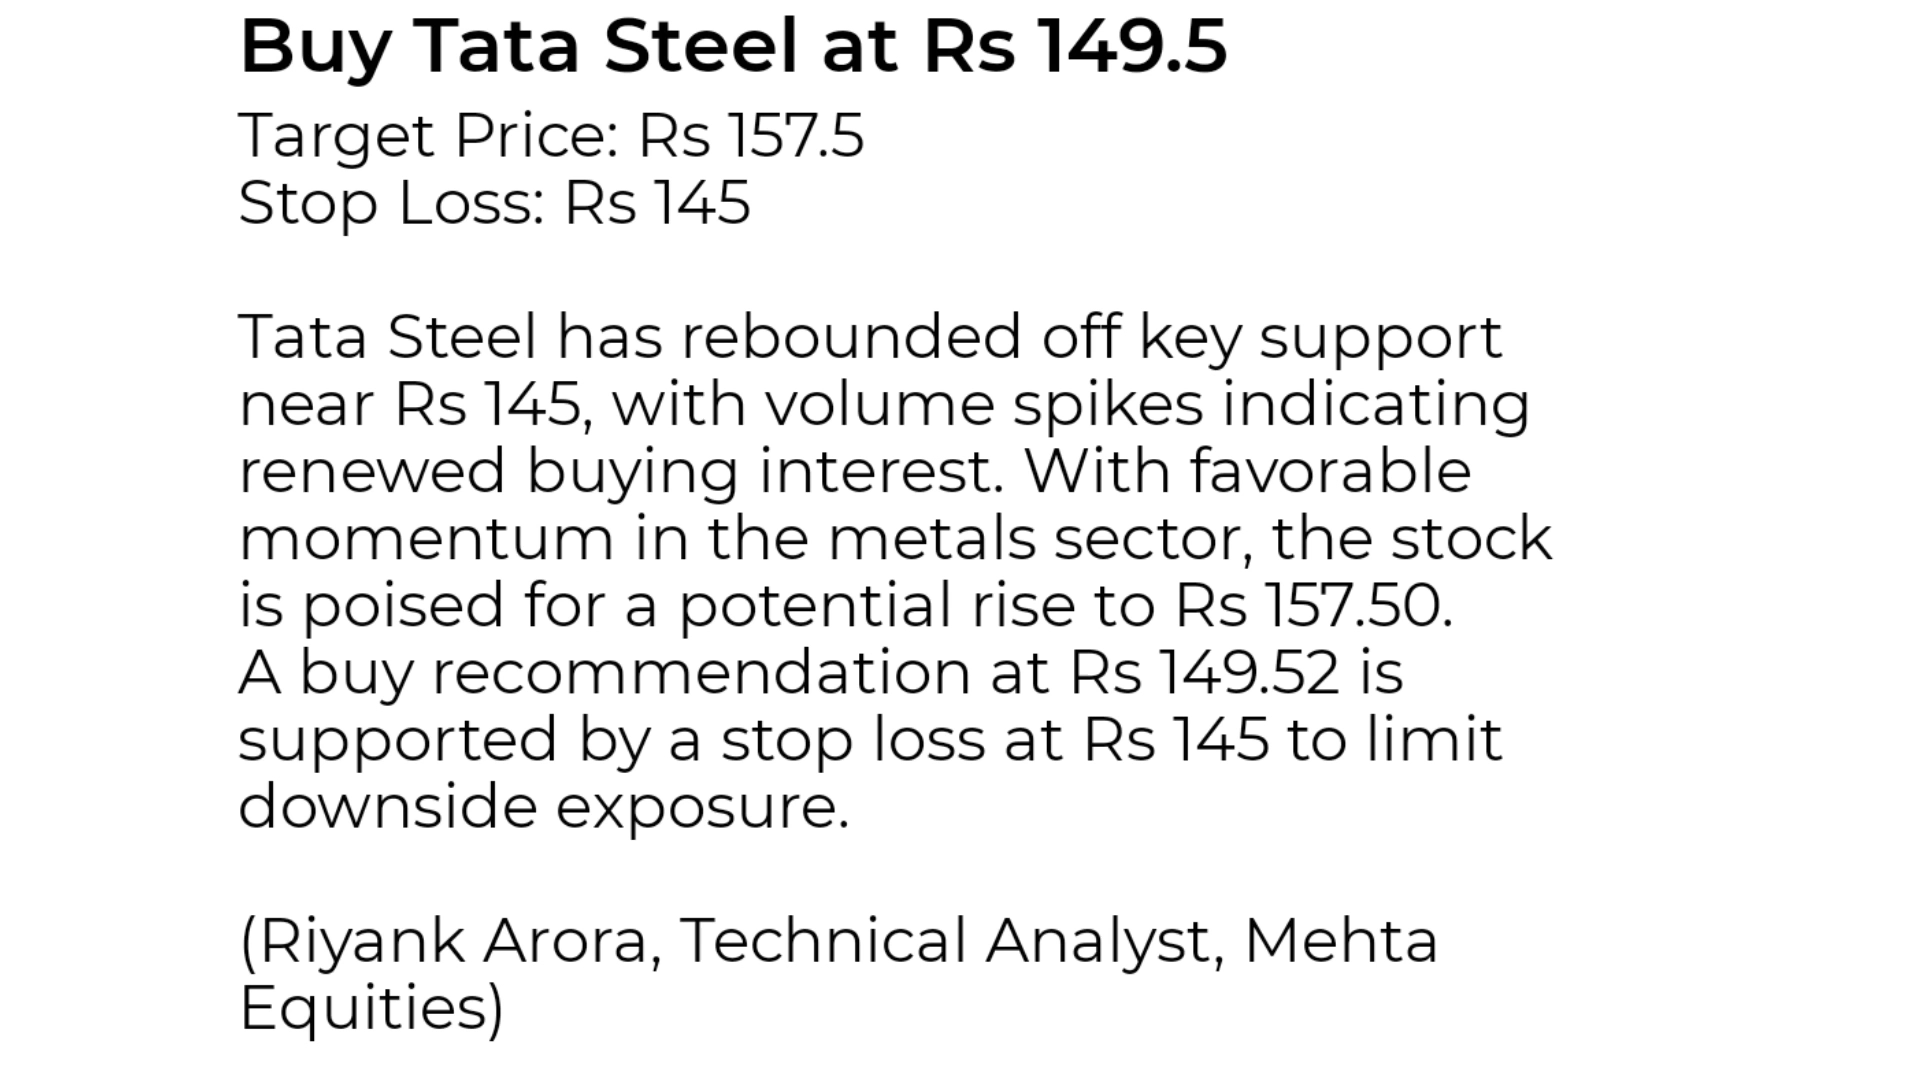 Buy Tata Steel at Rs 149.5
Target Price: Rs 157.5
Stop Loss: Rs 145
Tata Steel has rebounded off key support
near Rs 145, with volume spikes indicating
renewed buying interest. With favorable
momentum in the metals sector, the stock
is poised for a potential rise to Rs 157.50.
A buy recommendation at Rs 149.52 is
supported by a stop loss at Rs 145 to limit
downside exposure.
(Riyank Arora, Technical Analyst, Mehta
Equities)